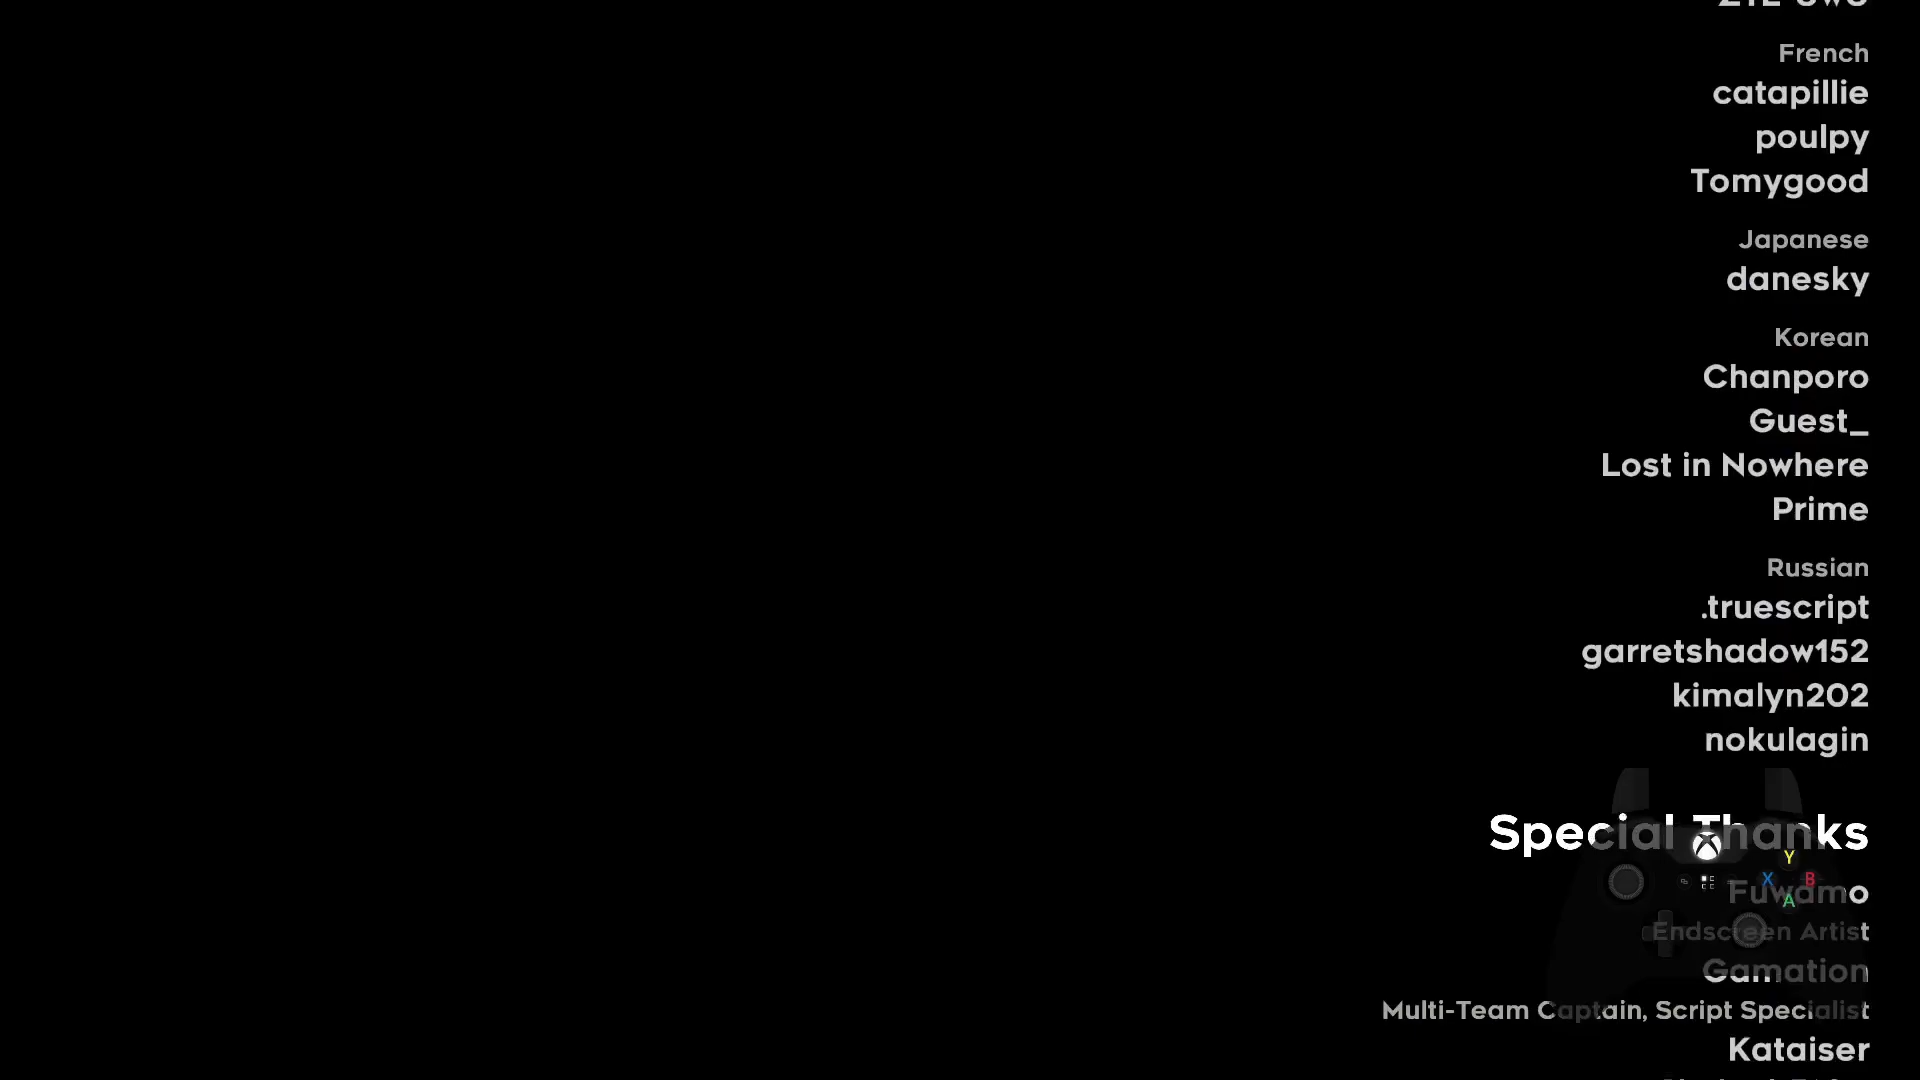 French
catapillie
poulpy
Tomygood
Japanese
danesky
Korean
Chanporo
Guest_
Lost in Nowhere
Prime
Russian
.truescript
garretshadow152
kimalyn202
nokulagin
Special Thanks
Y
X B
Fuwamo
A
Endscreen Artist
Gamation
Multi-Team Captain, Script Specialist
Kataiser